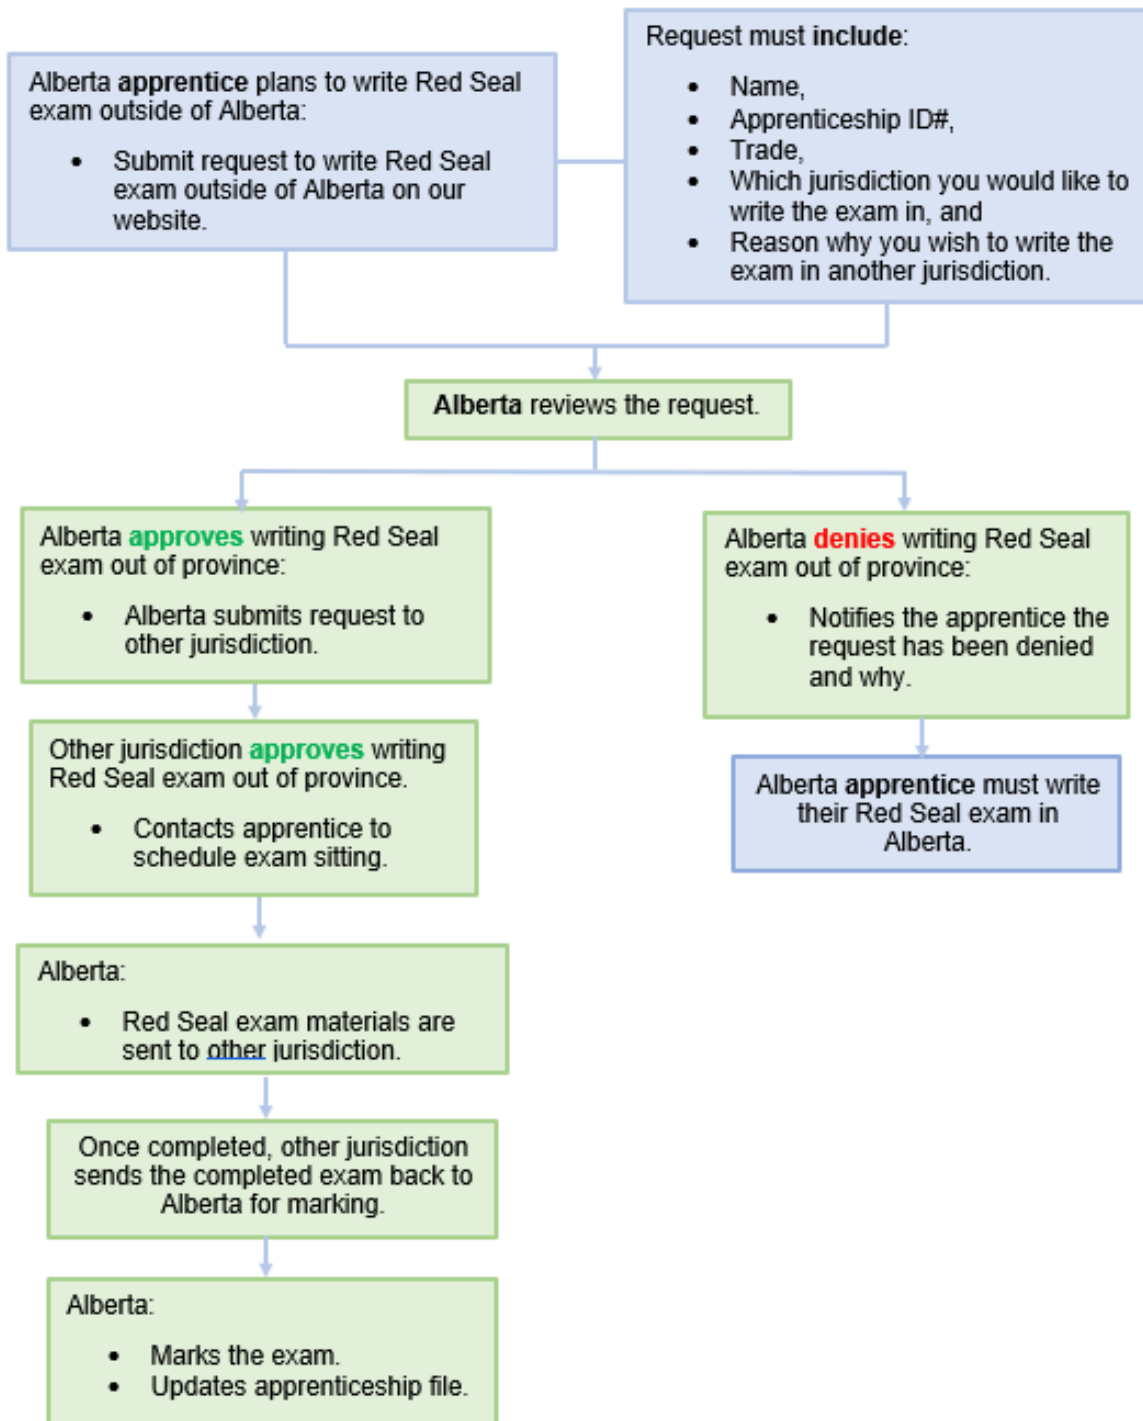 Alberta apprentice plans to write Red Seal
exam outside of Alberta:
• Submit request to write Red Seal
exam outside of Alberta on our
website.
Request must include:
• Name,
• Apprenticeship ID#,
• Trade,
• Which jurisdiction you would like to
write the exam in, and
• Reason why you wish to write the
exam in another jurisdiction.
Alberta reviews the request.
Alberta approves writing Red Seal
exam out of province:
• Alberta submits request to
other jurisdiction.
Other jurisdiction approves writing
Red Seal exam out of province.
• Contacts apprentice to
schedule exam sitting.
Alberta:
• Red Seal exam materials are
sent to other jurisdiction.
Once completed, other jurisdiction
sends the completed exam back to
Alberta for marking.
Alberta:
• Marks the exam.
• Updates apprenticeship file.
Alberta denies writing Red Seal
exam out of province:
• Notifies the apprentice the
request has been denied
and why.
Alberta apprentice must write
their Red Seal exam in
Alberta.